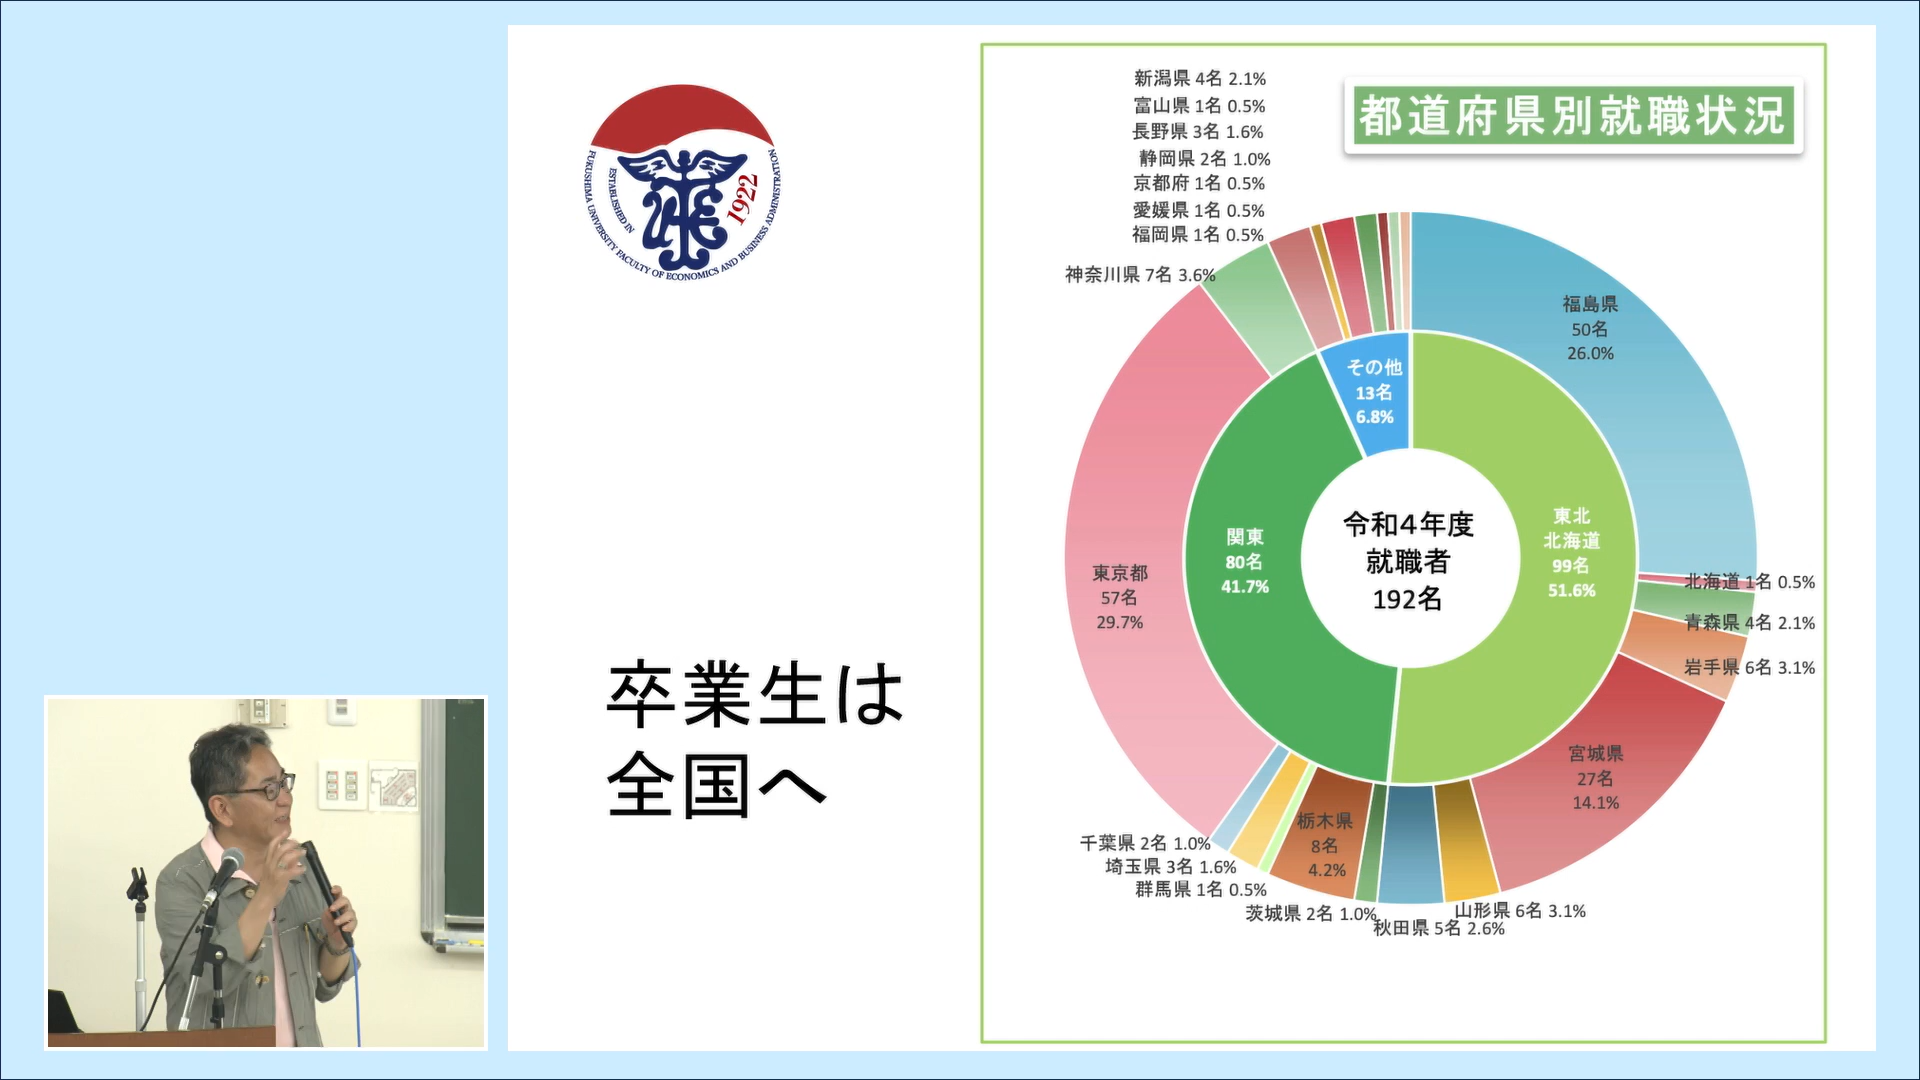 FUKUSHIMA UNIVERSITY FACULTY OF ECONOMICS AND BUSINESS ADMINISTRATION
ESTABLISHED IN
1922
卒業生は
全国へ
都道府県別就職状況
新潟県 4名 2.1%
富山県 1名 0.5%
長野県 3名 1.6%
静岡県 2名 1.0%
京都府 1名 0.5%
愛媛県 1名 0.5%
福岡県 1名 0.5%
神奈川県 7名 3.6%
福島県
50名
26.0%
その他
13名
6.8%
令和4年度
就職者
192名
東北
北海道
99名
51.6%
関東
80名
41.7%
東京都
57名
29.7%
北海道 1名 0.5%
青森県 4名 2.1%
岩手県 6名 3.1%
宮城県
27名
14.1%
栃木県
8名
4.2%
千葉県 2名 1.0%
埼玉県 3名 1.6%
群馬県 1名 0.5%
茨城県 2名 1.0%
山形県 6名 3.1%
秋田県 5名 2.6%